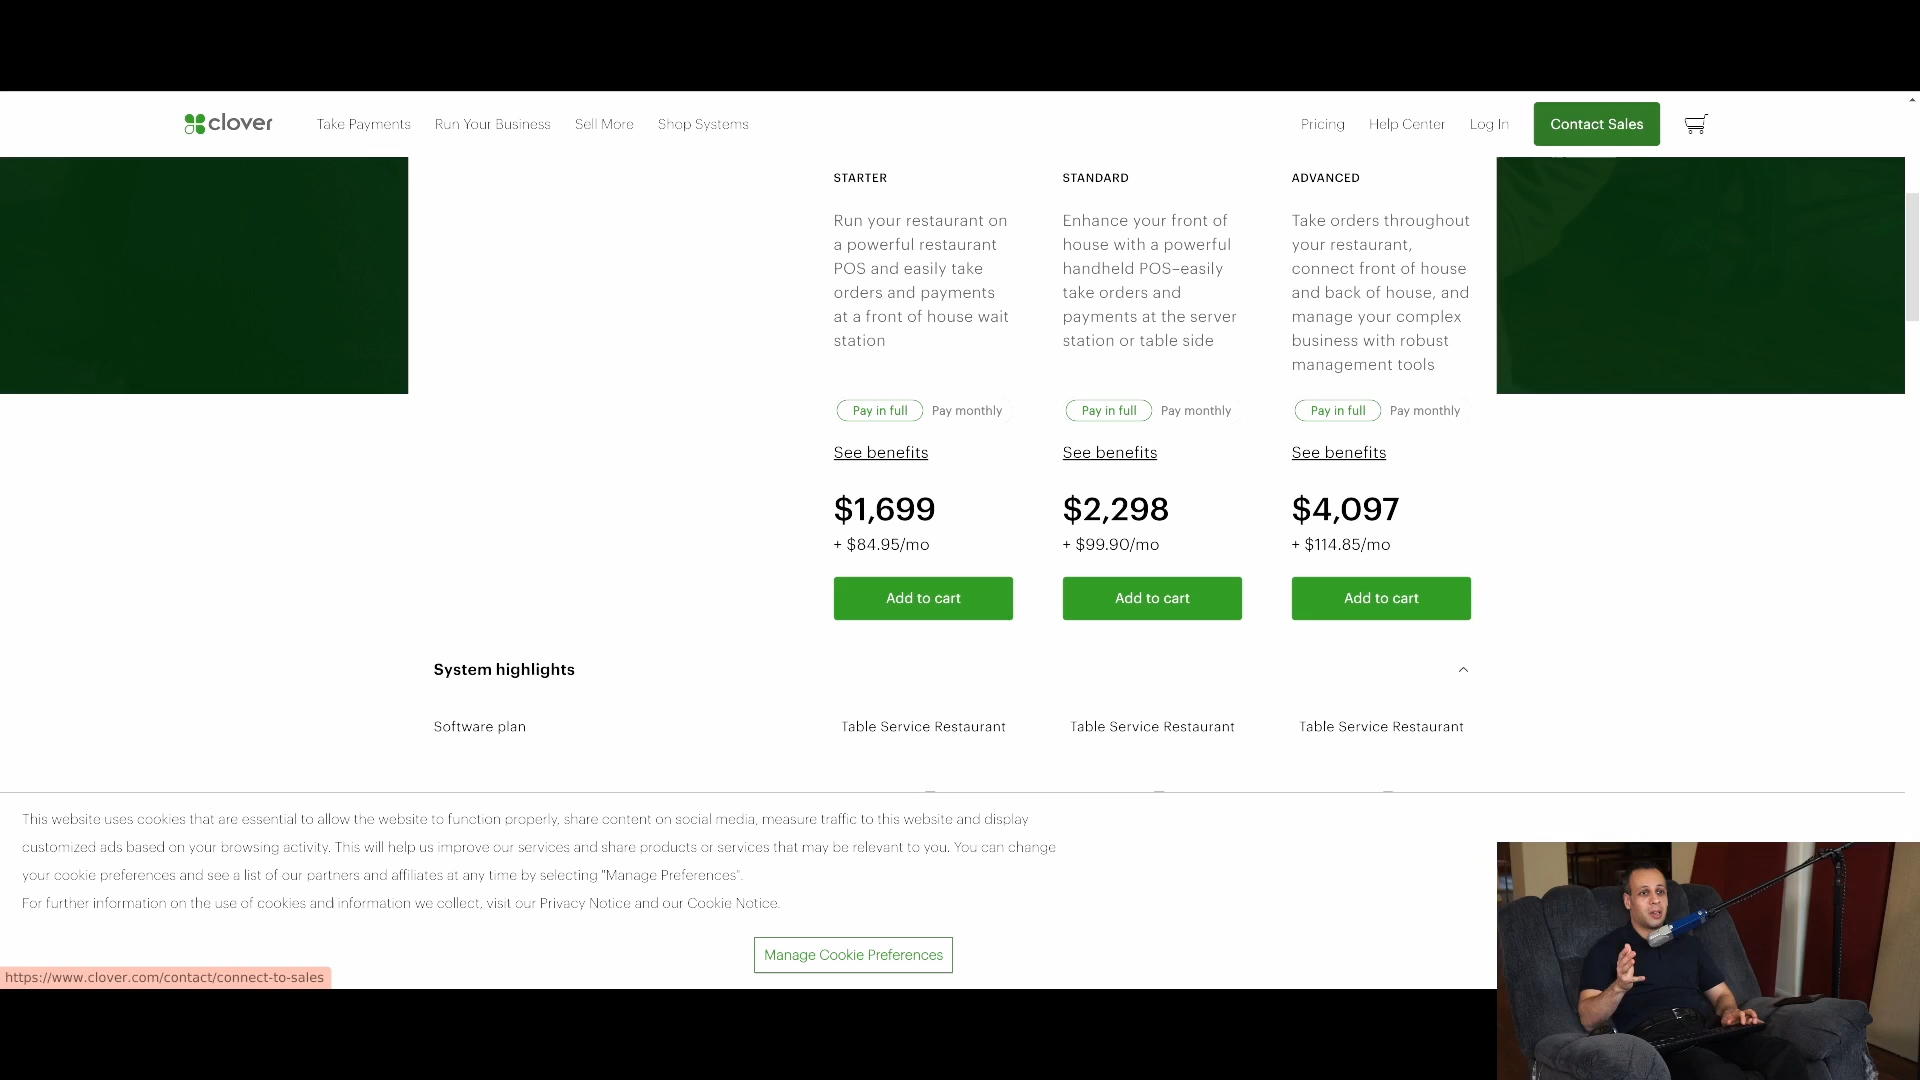 clover
Take Payments
Run Your Business
Sell More
Shop Systems
Pricing
Help Center
Log In
Contact Sales
STARTER
Run your restaurant on
a powerful restaurant
POS and easily take
orders and payments
at a front of house wait
station
Pay in full Pay monthly
See benefits
$1,699
+ $84.95/mo
Add to cart
STANDARD
Enhance your front of
house with a powerful
handheld POS–easily
take orders and
payments at the server
station or table side
Pay in full Pay monthly
See benefits
$2,298
+ $99.90/mo
Add to cart
ADVANCED
Take orders throughout
your restaurant,
connect front of house
and back of house, and
manage your complex
business with robust
management tools
Pay in full Pay monthly
See benefits
$4,097
+ $114.85/mo
Add to cart
System highlights
Software plan
Table Service Restaurant
Table Service Restaurant
Table Service Restaurant
This website uses cookies that are essential to allow the website to function properly, share content on social media, measure traffic to this website and display
customized ads based on your browsing activity. This will help us improve our services and share products or services that may be relevant to you. You can change
your cookie preferences and see a list of our partners and affiliates at any time by selecting "Manage Preferences".
For further information on the use of cookies and information we collect, visit our Privacy Notice and our Cookie Notice.
Manage Cookie Preferences
https://www.clover.com/contact/connect-to-sales